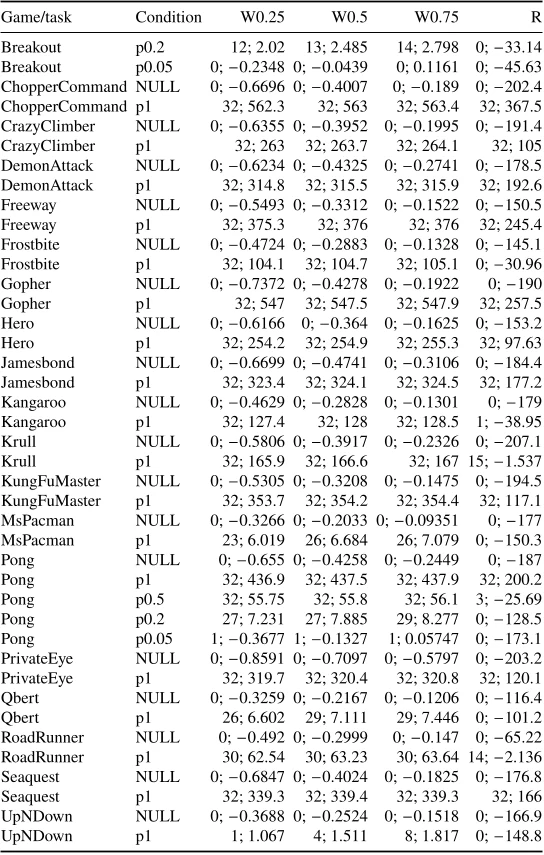 Game/task Condition W0.25 W0.5 W0.75 R
Breakout p0.2 12; 2.02 13; 2.485 14; 2.798 0; −33.14
Breakout p0.05 0; −0.2348 0; −0.0439 0; 0.1161 0; −45.63
ChopperCommand NULL 0; −0.6696 0; −0.4007 0; −0.189 0; −202.4
ChopperCommand p1 32; 562.3 32; 563 32; 563.4 32; 367.5
CrazyClimber NULL 0; −0.6355 0; −0.3952 0; −0.1995 0; −191.4
CrazyClimber p1 32; 263 32; 263.7 32; 264.1 32; 105
DemonAttack NULL 0; −0.6234 0; −0.4325 0; −0.2741 0; −178.5
DemonAttack p1 32; 314.8 32; 315.5 32; 315.9 32; 192.6
Freeway NULL 0; −0.5493 0; −0.3312 0; −0.1522 0; −150.5
Freeway p1 32; 375.3 32; 376 32; 376 32; 245.4
Frostbite NULL 0; −0.4724 0; −0.2883 0; −0.1328 0; −145.1
Frostbite p1 32; 104.1 32; 104.7 32; 105.1 0; −30.96
Gopher NULL 0; −0.7372 0; −0.4278 0; −0.1922 0; −190
Gopher p1 32; 547 32; 547.5 32; 547.9 32; 257.5
Hero NULL 0; −0.6166 0; −0.364 0; −0.1625 0; −153.2
Hero p1 32; 254.2 32; 254.9 32; 255.3 32; 97.63
Jamesbond NULL 0; −0.6699 0; −0.4741 0; −0.3106 0; −184.4
Jamesbond p1 32; 323.4 32; 324.1 32; 324.5 32; 177.2
Kangaroo NULL 0; −0.4629 0; −0.2828 0; −0.1301 0; −179
Kangaroo p1 32; 127.4 32; 128 32; 128.5 1; −38.95
Krull NULL 0; −0.5806 0; −0.3917 0; −0.2326 0; −207.1
Krull p1 32; 165.9 32; 166.6 32; 167 15; −1.537
KungFuMaster NULL 0; −0.5305 0; −0.3208 0; −0.1475 0; −194.5
KungFuMaster p1 32; 353.7 32; 354.2 32; 354.4 32; 117.1
MsPacman NULL 0; −0.3266 0; −0.2033 0; −0.09351 0; −177
MsPacman p1 23; 6.019 26; 6.684 26; 7.079 0; −150.3
Pong NULL 0; −0.655 0; −0.4258 0; −0.2449 0; −187
Pong p1 32; 436.9 32; 437.5 32; 437.9 32; 200.2
Pong p0.5 32; 55.75 32; 55.8 32; 56.1 3; −25.69
Pong p0.2 27; 7.231 27; 7.885 29; 8.277 0; −128.5
Pong p0.05 1; −0.3677 1; −0.1327 1; 0.05747 0; −173.1
PrivateEye NULL 0; −0.8591 0; −0.7097 0; −0.5797 0; −203.2
PrivateEye p1 32; 319.7 32; 320.4 32; 320.8 32; 120.1
Qbert NULL 0; −0.3259 0; −0.2167 0; −0.1206 0; −116.4
Qbert p1 26; 6.602 29; 7.111 29; 7.446 0; −101.2
RoadRunner NULL 0; −0.492 0; −0.2999 0; −0.147 0; −65.22
RoadRunner p1 30; 62.54 30; 63.23 30; 63.64 14; −2.136
Seaquest NULL 0; −0.6847 0; −0.4024 0; −0.1825 0; −176.8
Seaquest p1 32; 339.3 32; 339.4 32; 339.3 32; 166
UpNDown NULL 0; −0.3688 0; −0.2524 0; −0.1518 0; −166.9
UpNDown p1 1; 1.067 4; 1.511 8; 1.817 0; −148.8